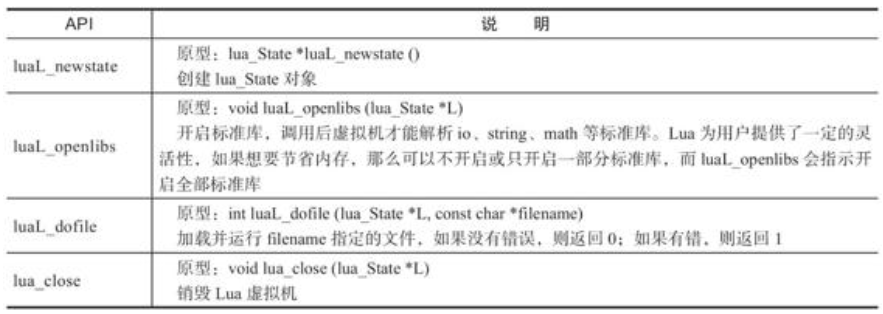 API 说 明
luaL_newstate
原型：lua_State *luaL_newstate ()
创建 lua_State 对象
luaL_openlibs
原型：void luaL_openlibs (lua_State *L)
开启标准库，调用后虚拟机才能解析 io、string、math 等标准库。Lua 为用户提供了一定的灵
活性，如果想要节省内存，那么可以不开启或只开启一部分标准库，而 luaL_openlibs 会指示开
启全部标准库
luaL_dofile
原型：int luaL_dofile (lua_State *L, const char *filename)
加载并运行 filename 指定的文件，如果没有错误，则返回 0；如果有错，则返回 1
lua_close
原型：void lua_close (lua_State *L)
销毁 Lua 虚拟机